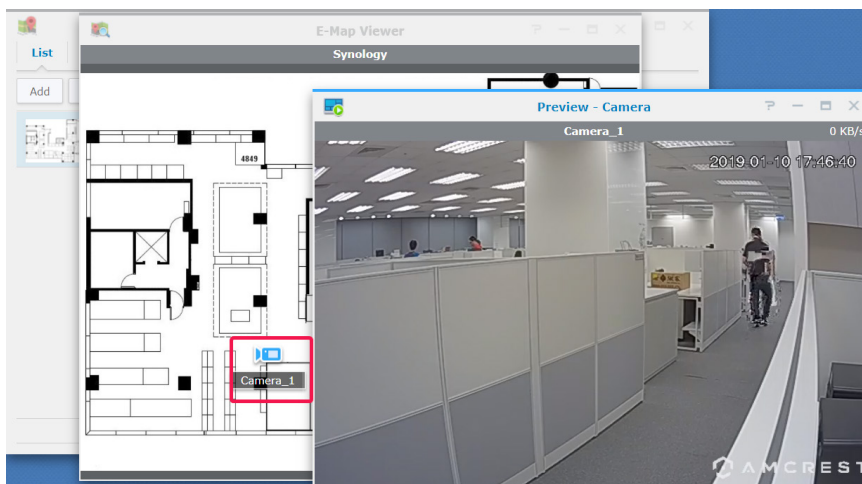 E-Map Viewer
Synology
List
Add
4849
Camera_1
Preview - Camera
Camera_1
0 KB/s
2019-01-10 17:46:40
AMCREST